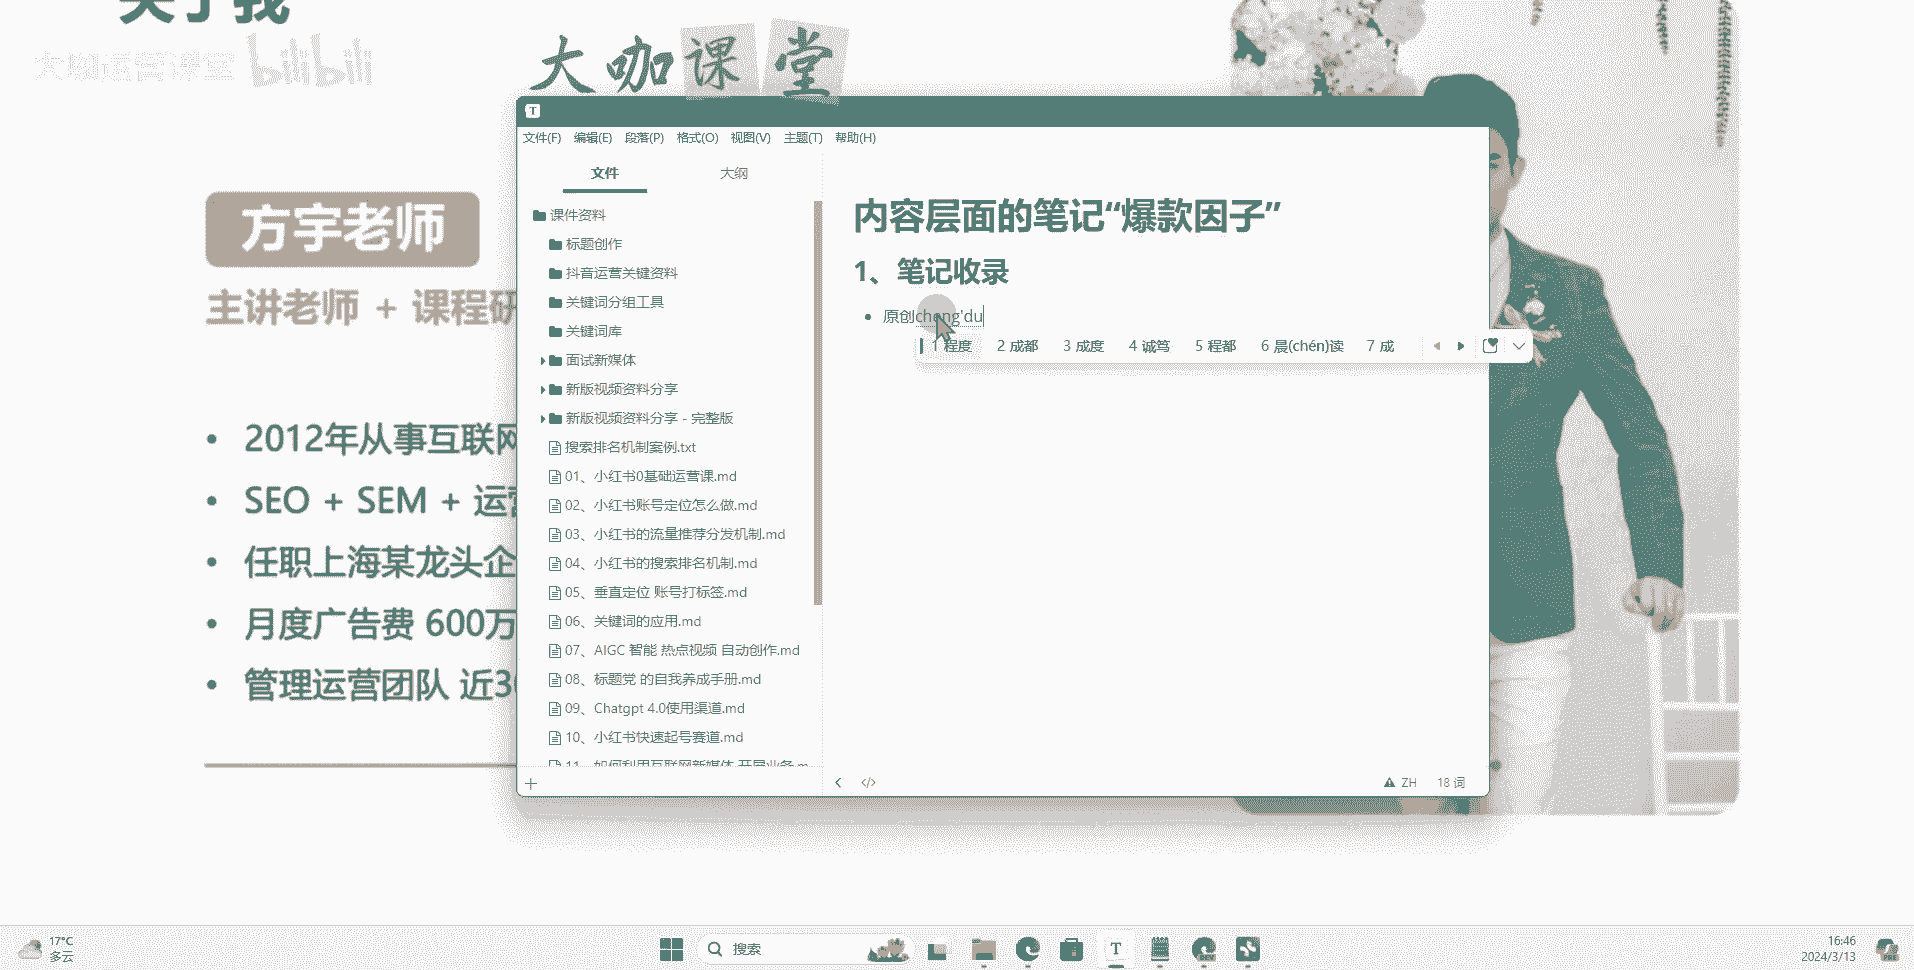 关于我
大咖运营课堂 bilibili
大咖课堂
方宇老师
主讲老师 + 课程研
2012年从事互联网
SEO + SEM + 运营
任职上海某龙头企
月度广告费 600万
管理运营团队 近30
T
文件(F) 编辑(E) 段落(P) 格式(O) 视图(V) 主题(T) 帮助(H)
文件 大纲
课件资料
标题创作
抖音运营关键资料
关键词分组工具
关键词库
面试新媒体
新版视频资料分享
新版视频资料分享 - 完整版
搜索排名机制案例.txt
01、小红书0基础运营课.md
02、小红书账号定位怎么做.md
03、小红书的流量推荐分发机制.md
04、小红书的搜索排名机制.md
05、垂直定位 账号打标签.md
06、关键词的应用.md
07、AIGC 智能 热点视频 自动创作.md
08、标题党 的自我养成手册.md
09、Chatgpt 4.0使用渠道.md
10、小红书快速起号赛道.md
11、如何利用互联网新媒体 开展业务.m
内容层面的笔记“爆款因子”
1、笔记收录
原创cheng'du
1 程度 2 成都 3 成度 4 诚笃 5 程都 6 晨(chén)读 7 成
ZH 18 词
17°C
多云
搜索
T
DEV
16:46
2024/3/13
PRE